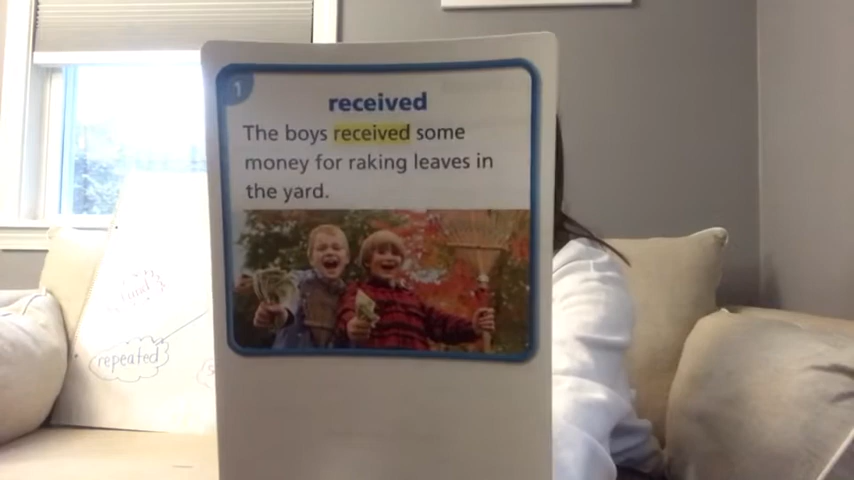 1
received
The boys received some
money for raking leaves in
the yard.
repeated